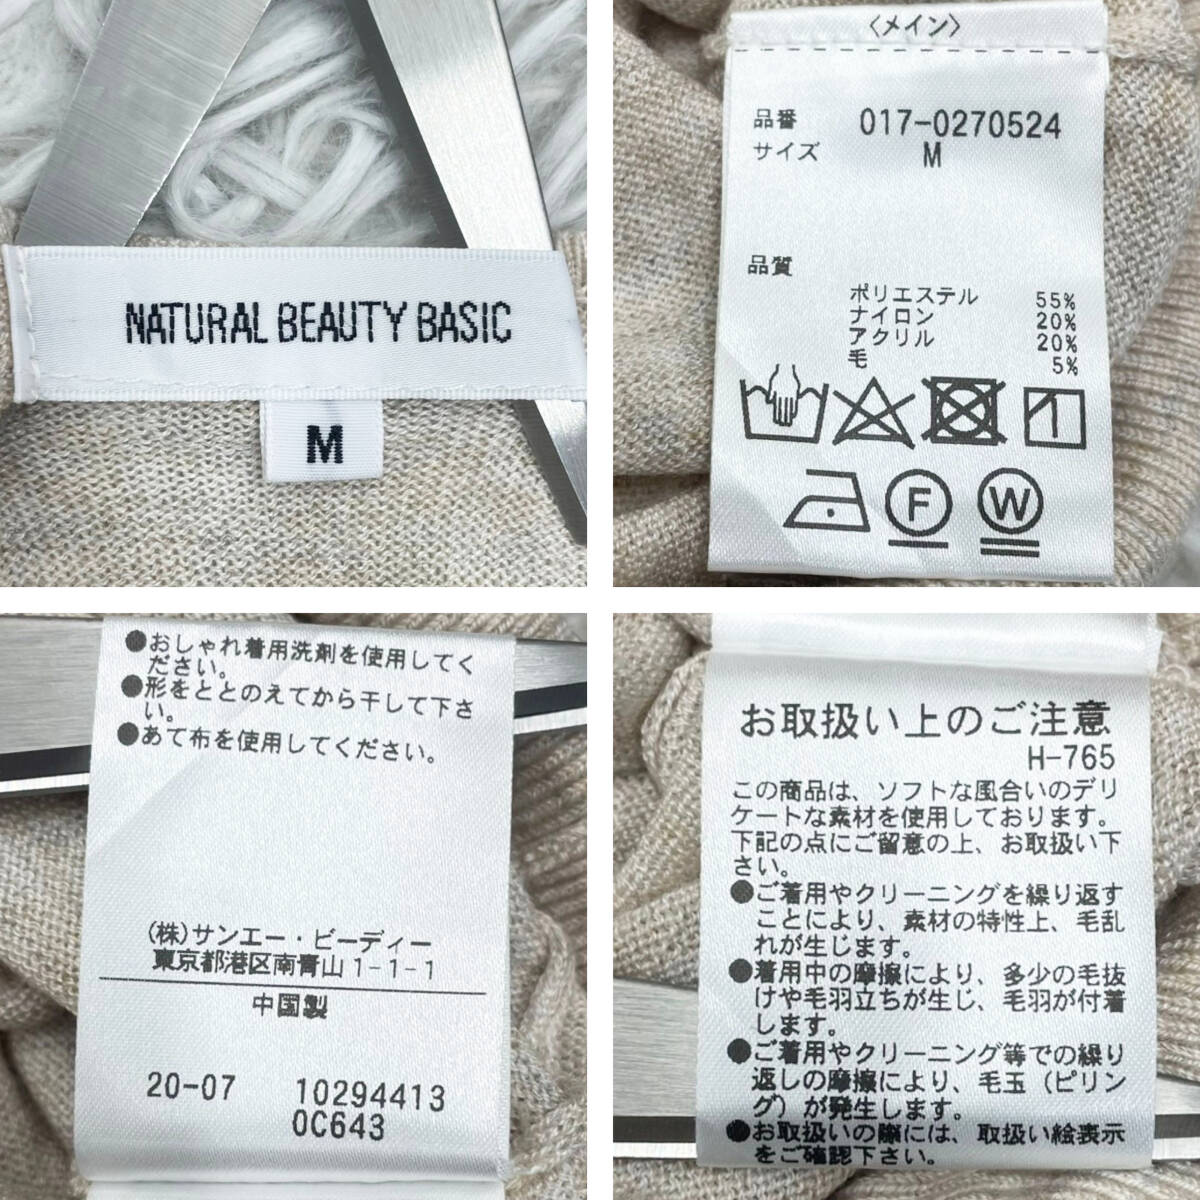 NATURAL BEAUTY BASIC
M
〈メイン〉
品番 017-0270524
サイズ M
品質
ポリエステル 55%
ナイロン 20%
アクリル 20%
毛 5%
F
W
●おしゃれ着用洗剤を使用してく
ださい。
●形をととのえてから干して下さ
い。
●あて布を使用してください。
(株)サンエー・ビーディー
東京都港区南青山1-1-1
中国製
20-07 10294413
0C643
お取扱い上のご注意
H-765
この商品は、ソフトな風合いのデリ
ケートな素材を使用しております。
下記の点にご留意の上、お取扱い下
さい。
●ご着用やクリーニングを繰り返す
ことにより、素材の特性上、毛乱
れが生じます。
●着用中の摩擦により、多少の毛抜
けや毛羽立ちが生じ、毛羽が付着
します。
●ご着用やクリーニング等での繰り
返しの摩擦により、毛玉(ピリン
グ)が発生します。
●お取扱いの際には、取扱い絵表示
をご確認下さい。